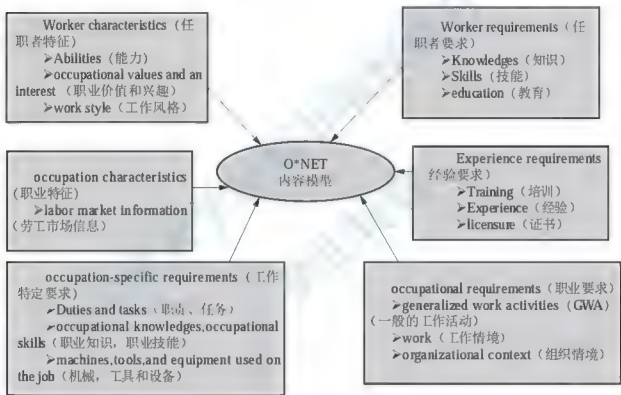 Worker characteristics（任
职者特征）
➢Abilities（能力）
➢occupational values and an
interest（职业价值和兴趣）
➢work style（工作风格）
Worker requirements（任
职者要求）
➢Knowledges（知识）
➢Skills（技能）
➢education（教育）
O*NET
内容模型
occupation characteristics
（职业特征）
➢labor market information
（劳工市场信息）
Experience requirements
经验要求）
➢Training（培训）
➢Experience（经验）
➢licensure（证书）
occupation-specific requirements（工作
特定要求）
➢Duties and tasks（职责、任务）
➢occupational knowledges,occupational
skills（职业知识，职业技能）
➢machines,tools,and equipment used on
the job（机械，工具和设备）
occupational requirements（职业要求）
➢generalized work activities (GWA)
（一般的工作活动）
➢work（工作情境）
➢organizational context（组织情境）